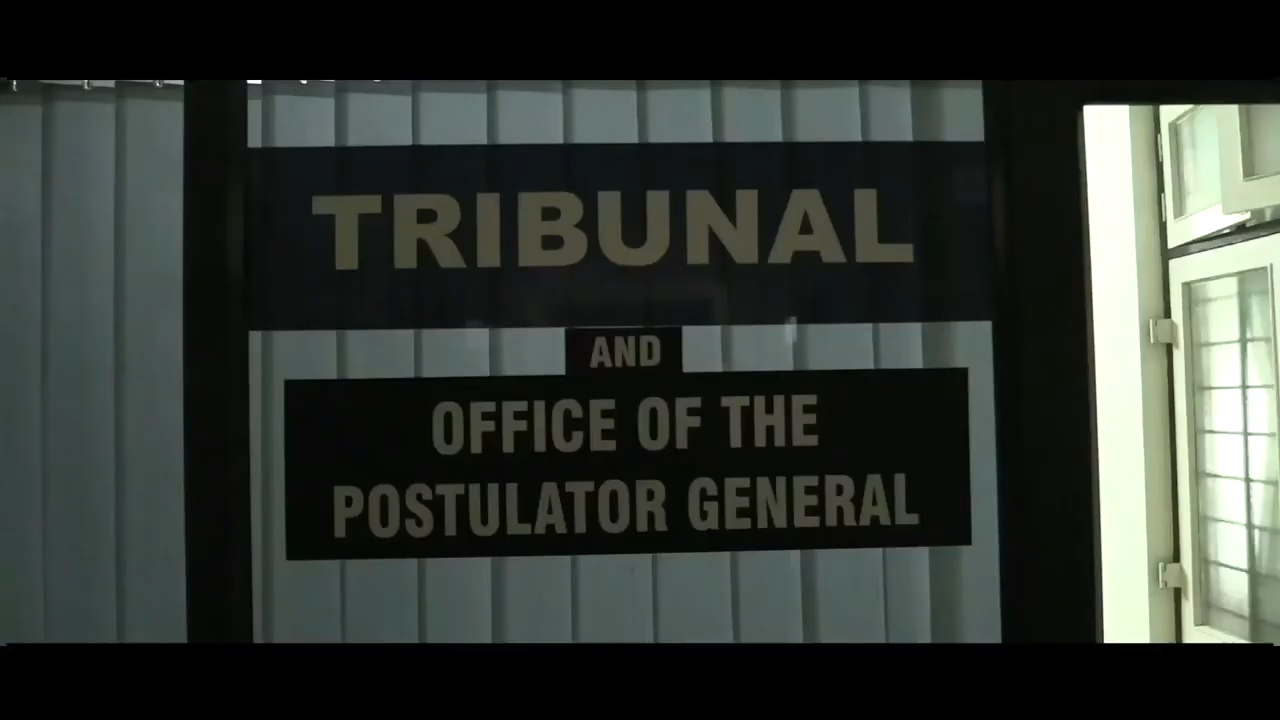 TRIBUNAL
AND
OFFICE OF THE
POSTULATOR GENERAL